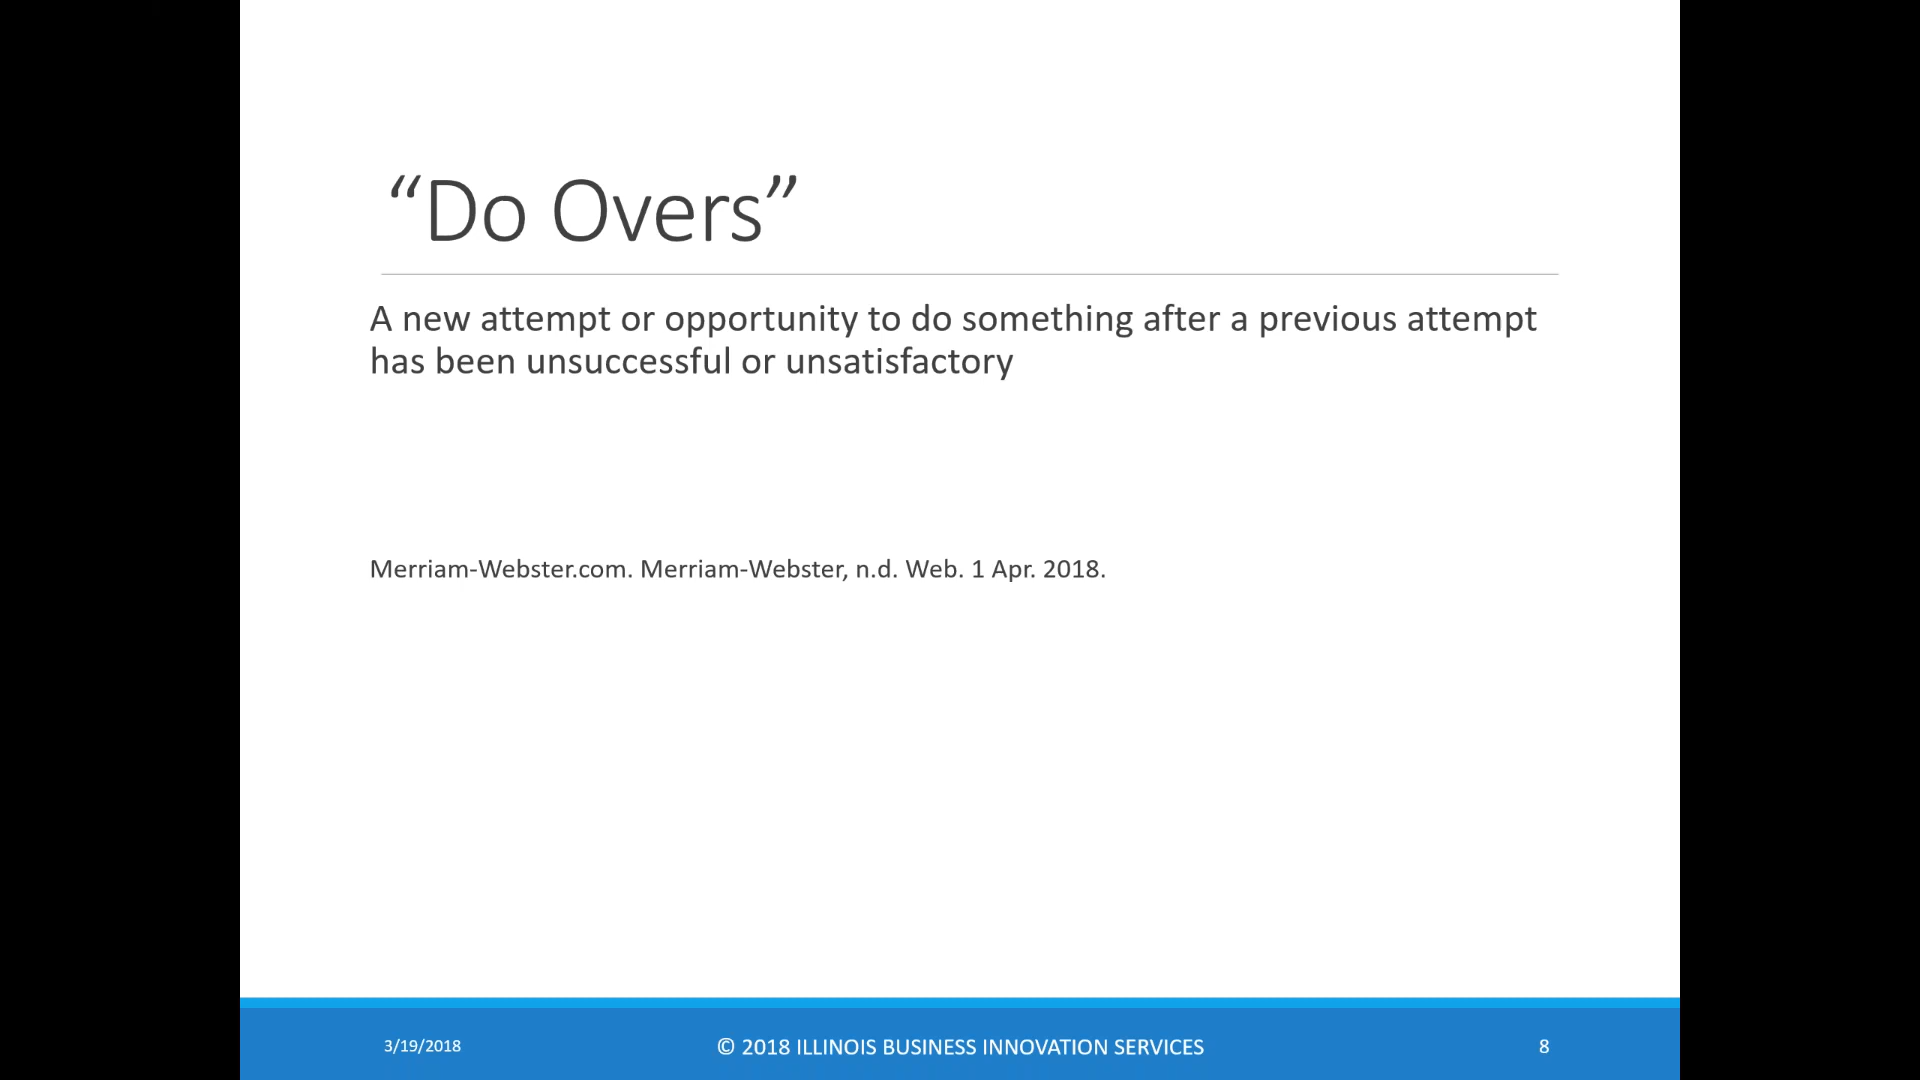 “Do Overs”
A new attempt or opportunity to do something after a previous attempt
has been unsuccessful or unsatisfactory
Merriam-Webster.com. Merriam-Webster, n.d. Web. 1 Apr. 2018.
3/19/2018
© 2018 ILLINOIS BUSINESS INNOVATION SERVICES
8